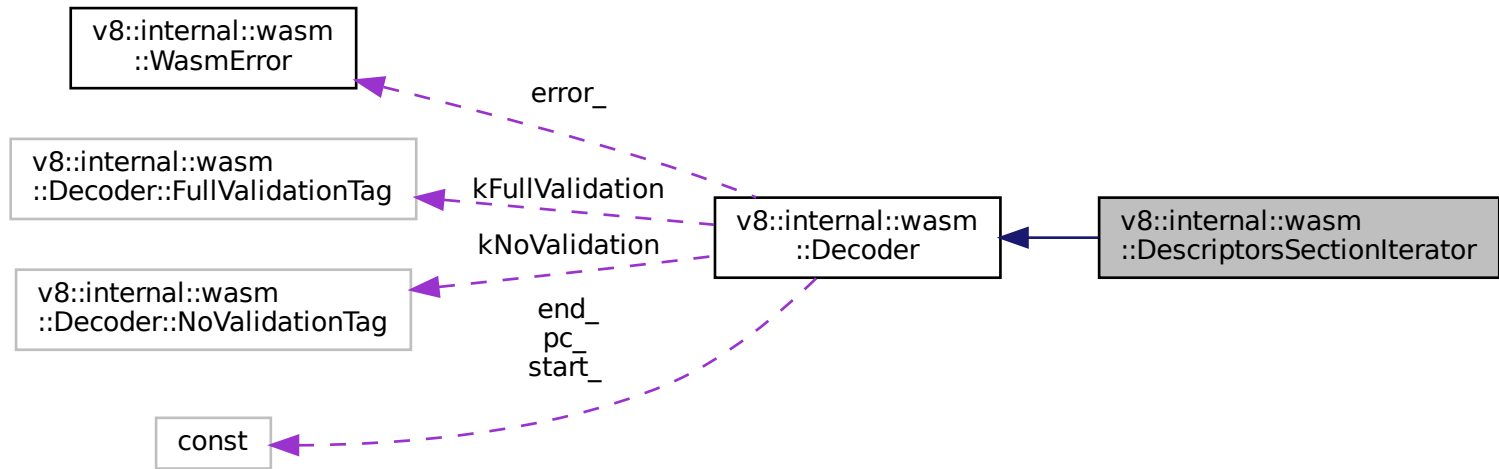 v8::internal::wasm
::WasmError
error_
v8::internal::wasm
::Decoder::FullValidationTag
kFullValidation
v8::internal::wasm
::Decoder
v8::internal::wasm
::DescriptorsSectionIterator
kNoValidation
v8::internal::wasm
::Decoder::NoValidationTag
end_
pc_
start_
const